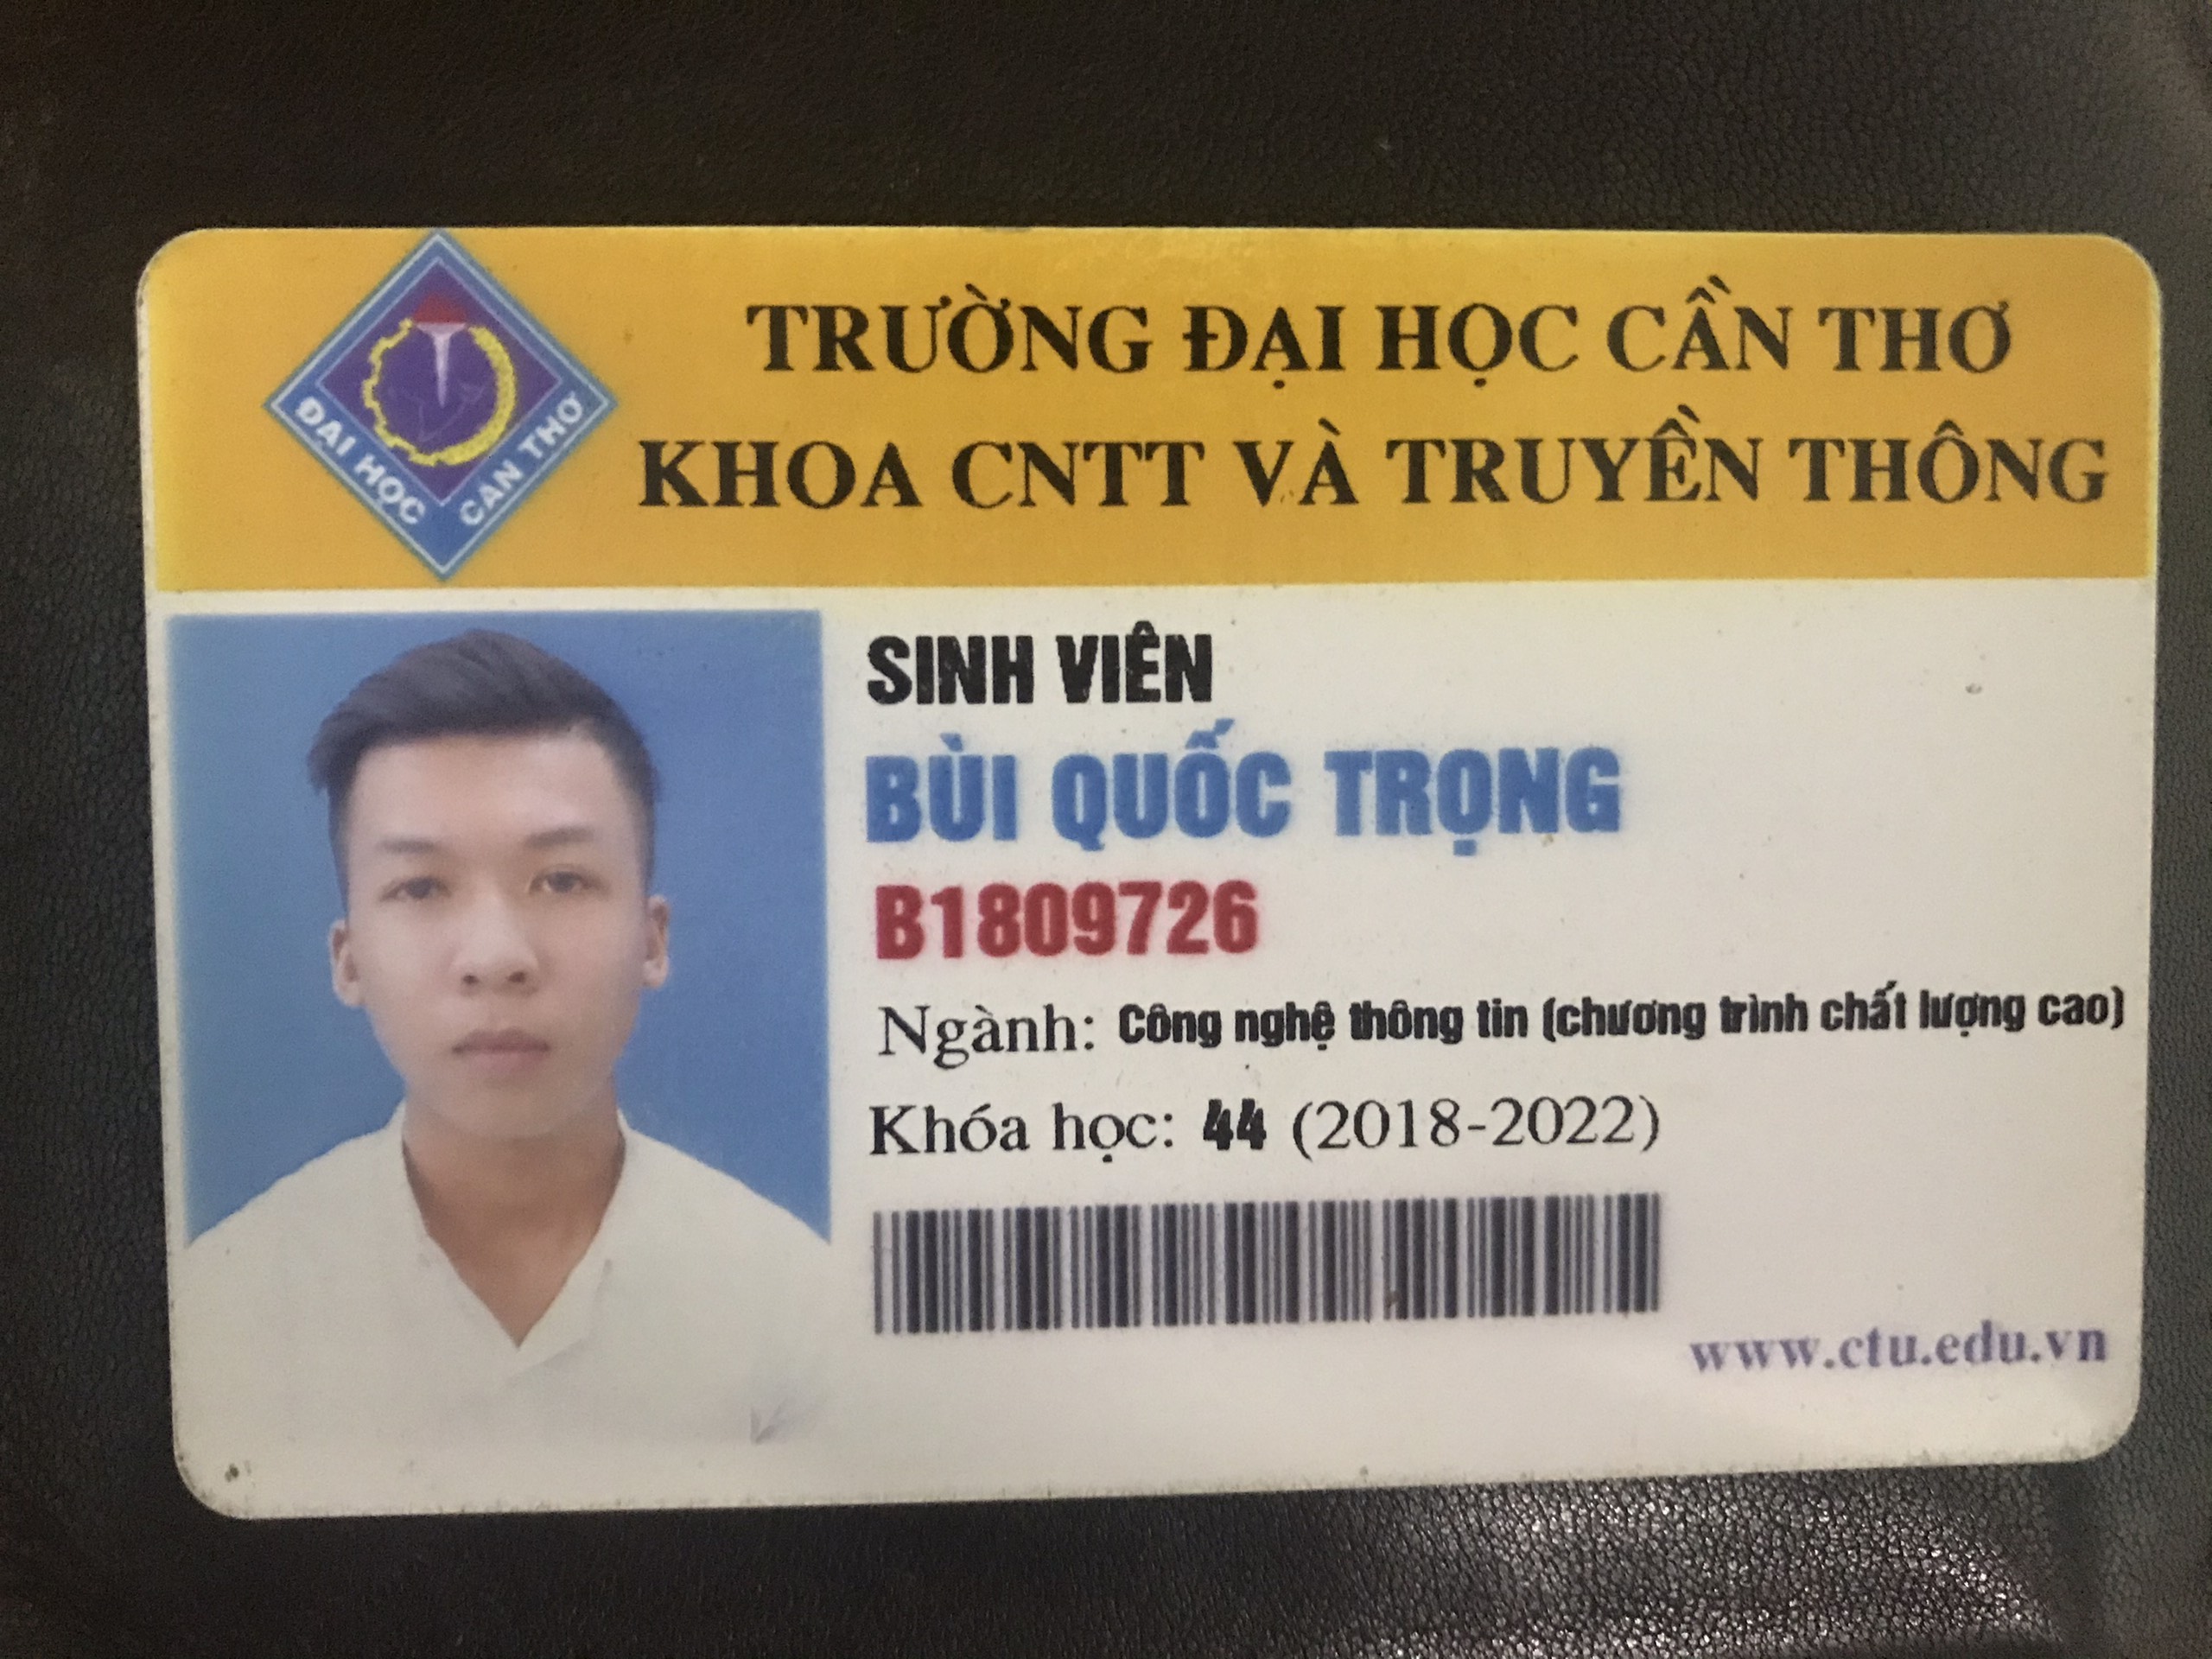 TRƯỜNG ĐẠI HỌC CẦN THƠ
KHOA CNTT VÀ TRUYỀN THÔNG
ĐẠI HỌC CẦN THƠ
SINH VIÊN
BÙI QUỐC TRỌNG
B1809726
Ngành: Công nghệ thông tin (chương trình chất lượng cao)
Khóa học: 44 (2018-2022)
www.ctu.edu.vn